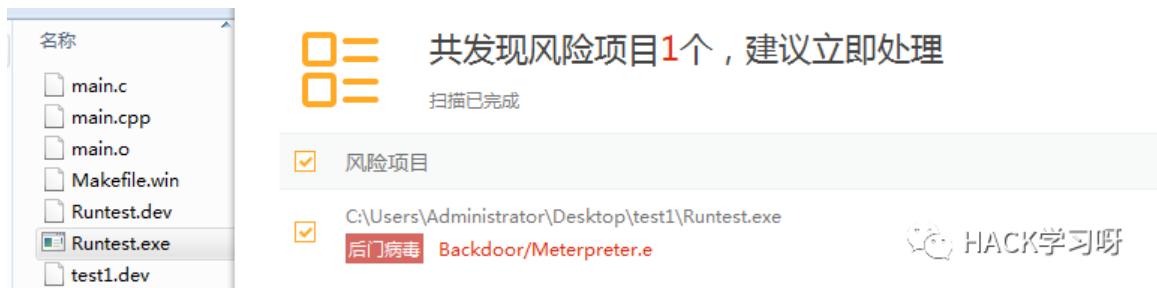 名称
main.c
main.cpp
main.o
Makefile.win
Runtest.dev
Runtest.exe
test1.dev
共发现风险项目1个，建议立即处理
扫描已完成
风险项目
C:\Users\Administrator\Desktop\test1\Runtest.exe
后门病毒 Backdoor/Meterpreter.e
HACK学习呀